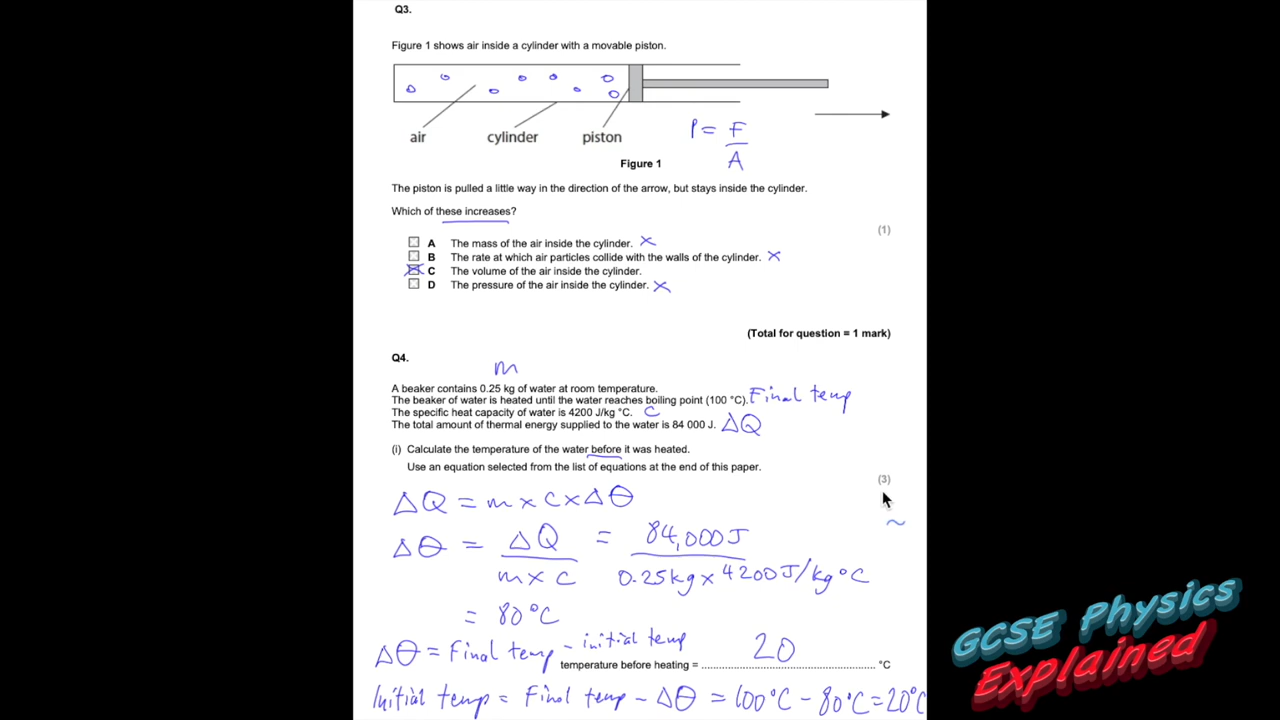 Q3.
Figure 1 shows air inside a cylinder with a movable piston.
air cylinder piston
P = F/A
Figure 1
The piston is pulled a little way in the direction of the arrow, but stays inside the cylinder.
Which of these increases?
(1)
A The mass of the air inside the cylinder. ×
B The rate at which air particles collide with the walls of the cylinder. ×
C The volume of the air inside the cylinder.
D The pressure of the air inside the cylinder. ×
(Total for question = 1 mark)
Q4.
m
A beaker contains 0.25 kg of water at room temperature.
The beaker of water is heated until the water reaches boiling point (100 °C). Final temp
The specific heat capacity of water is 4200 J/kg °C. C
The total amount of thermal energy supplied to the water is 84 000 J. ΔQ
(i) Calculate the temperature of the water before it was heated.
Use an equation selected from the list of equations at the end of this paper.
(3)
ΔQ = m × C × Δθ
Δθ = ΔQ / m × C = 84,000 J / 0.25kg × 4200 J/kg°C
= 80°C
Δθ = Final temp - initial temp
temperature before heating = 20 °C
Initial temp = Final temp - Δθ = 100°C - 80°C = 20°C
GCSE Physics
Explained